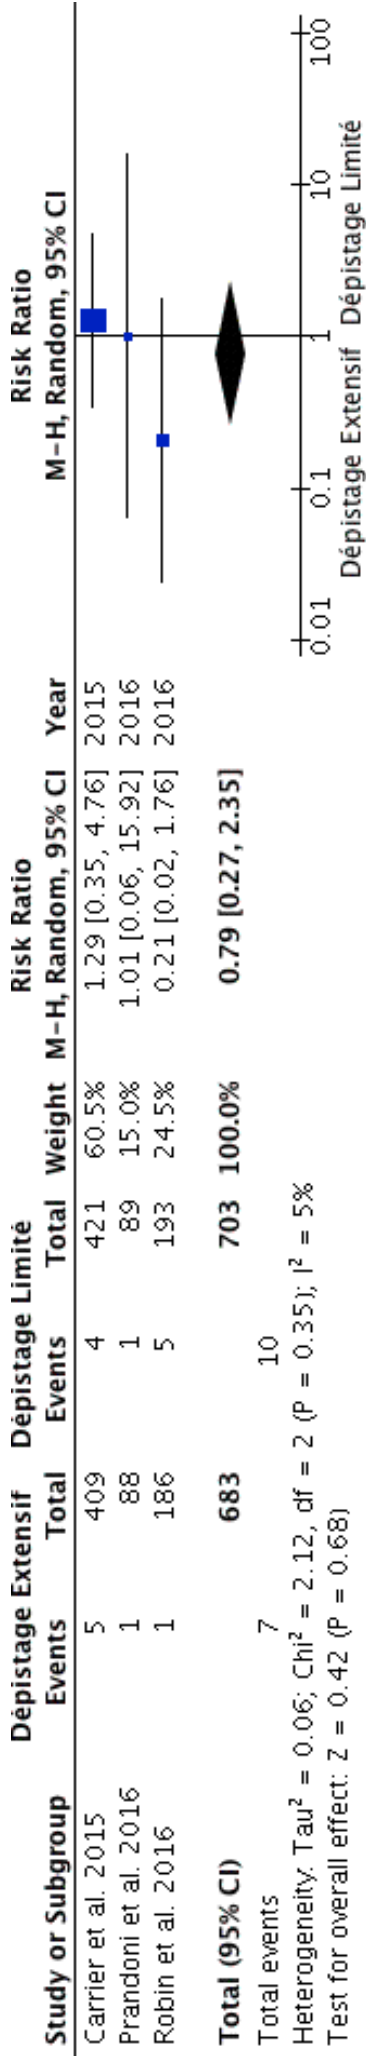 Dépistage Extensif Dépistage Limité Risk Ratio Risk Ratio
Study or Subgroup Events Total Events Total Weight M-H, Random, 95% CI Year M-H, Random, 95% CI
Carrier et al. 2015 5 409 4 421 60.5% 1.29 [0.35, 4.76] 2015
Prandoni et al. 2016 1 88 1 89 15.0% 1.01 [0.06, 15.92] 2016
Robin et al. 2016 1 186 5 193 24.5% 0.21 [0.02, 1.76] 2016
Total (95% CI) 683 703 100.0% 0.79 [0.27, 2.35]
Total events 7 10
Heterogeneity: Tau² = 0.06; Chi² = 2.12, df = 2 (P = 0.35); I² = 5%
Test for overall effect: Z = 0.42 (P = 0.68)
0.01 0.1 1 10 100
Dépistage Extensif Dépistage Limité